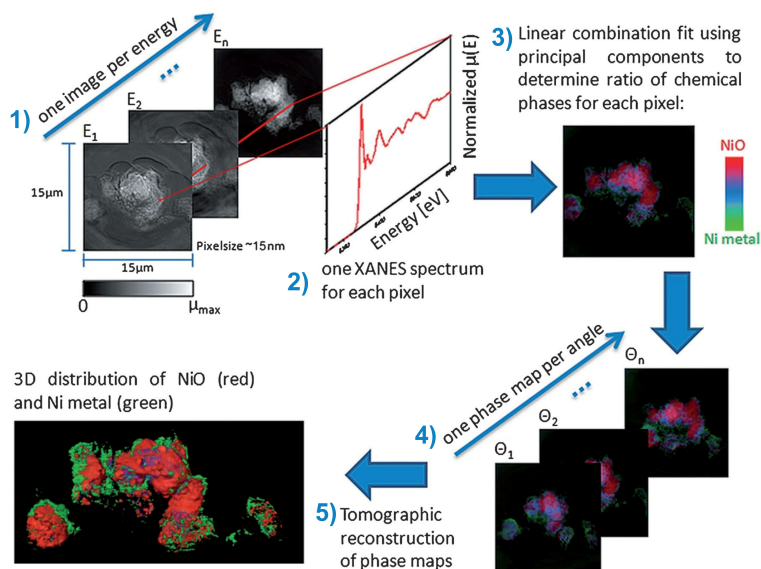 1)
one image per energy
...
E1
E2
En
15µm
15µm
Pixelsize ~15nm
0
µmax
2)
one XANES spectrum
for each pixel
Normalized µ(E)
Energy [eV]
3)
Linear combination fit using
principal components to
determine ratio of chemical
phases for each pixel:
NiO
Ni metal
4)
one phase map per angle
...
Θ1
Θ2
Θn
5)
Tomographic
reconstruction
of phase maps
3D distribution of NiO (red)
and Ni metal (green)